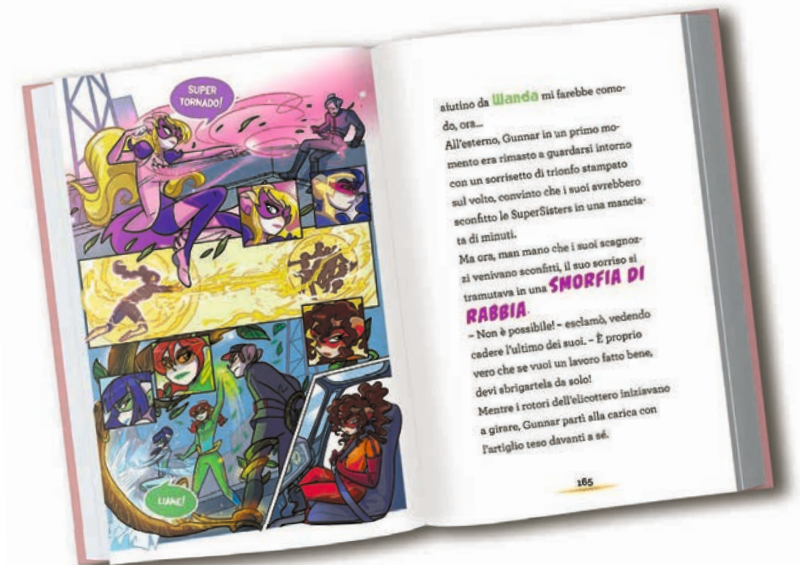 SUPER
TORNADO!
LIANE!
aiutino da Wanda mi farebbe como-
do, ora...
All'esterno, Gunnar in un primo mo-
mento era rimasto a guardarsi intorno
con un sorrisetto di trionfo stampato
sul volto, convinto che i suoi avrebbero
sconfitto le SuperSisters in una mancia-
ta di minuti.
Ma ora, man mano che i suoi scagnoz-
zi venivano sconfitti, il suo sorriso si
tramutava in una SMORFIA DI
RABBIA.
– Non è possibile! – esclamò, vedendo
cadere l'ultimo dei suoi. – È proprio
vero che se vuoi un lavoro fatto bene,
devi sbrigartela da solo!
Mentre i rotori dell'elicottero iniziavano
a girare, Gunnar partì alla carica con
l'artiglio teso davanti a sé.
165